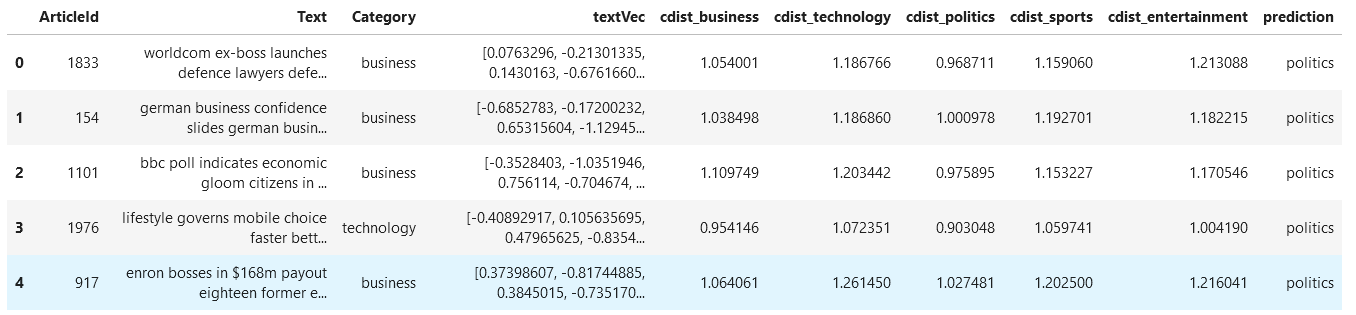 ArticleId Text Category textVec cdist_business cdist_technology cdist_politics cdist_sports cdist_entertainment prediction
0 1833 worldcom ex-boss launches defence lawyers defe... business [0.0763296, -0.21301335, 0.1430163, -0.6761660... 1.054001 1.186766 0.968711 1.159060 1.213088 politics
1 154 german business confidence slides german busin... business [-0.6852783, -0.17200232, 0.65315604, -1.12945... 1.038498 1.186860 1.000978 1.192701 1.182215 politics
2 1101 bbc poll indicates economic gloom citizens in ... business [-0.3528403, -1.0351946, 0.756114, -0.704674, ... 1.109749 1.203442 0.975895 1.153227 1.170546 politics
3 1976 lifestyle governs mobile choice faster bett... technology [-0.40892917, 0.105635695, 0.47965625, -0.8354... 0.954146 1.072351 0.903048 1.059741 1.004190 politics
4 917 enron bosses in $168m payout eighteen former e... business [0.37398607, -0.81744885, 0.3845015, -0.735170... 1.064061 1.261450 1.027481 1.202500 1.216041 politics